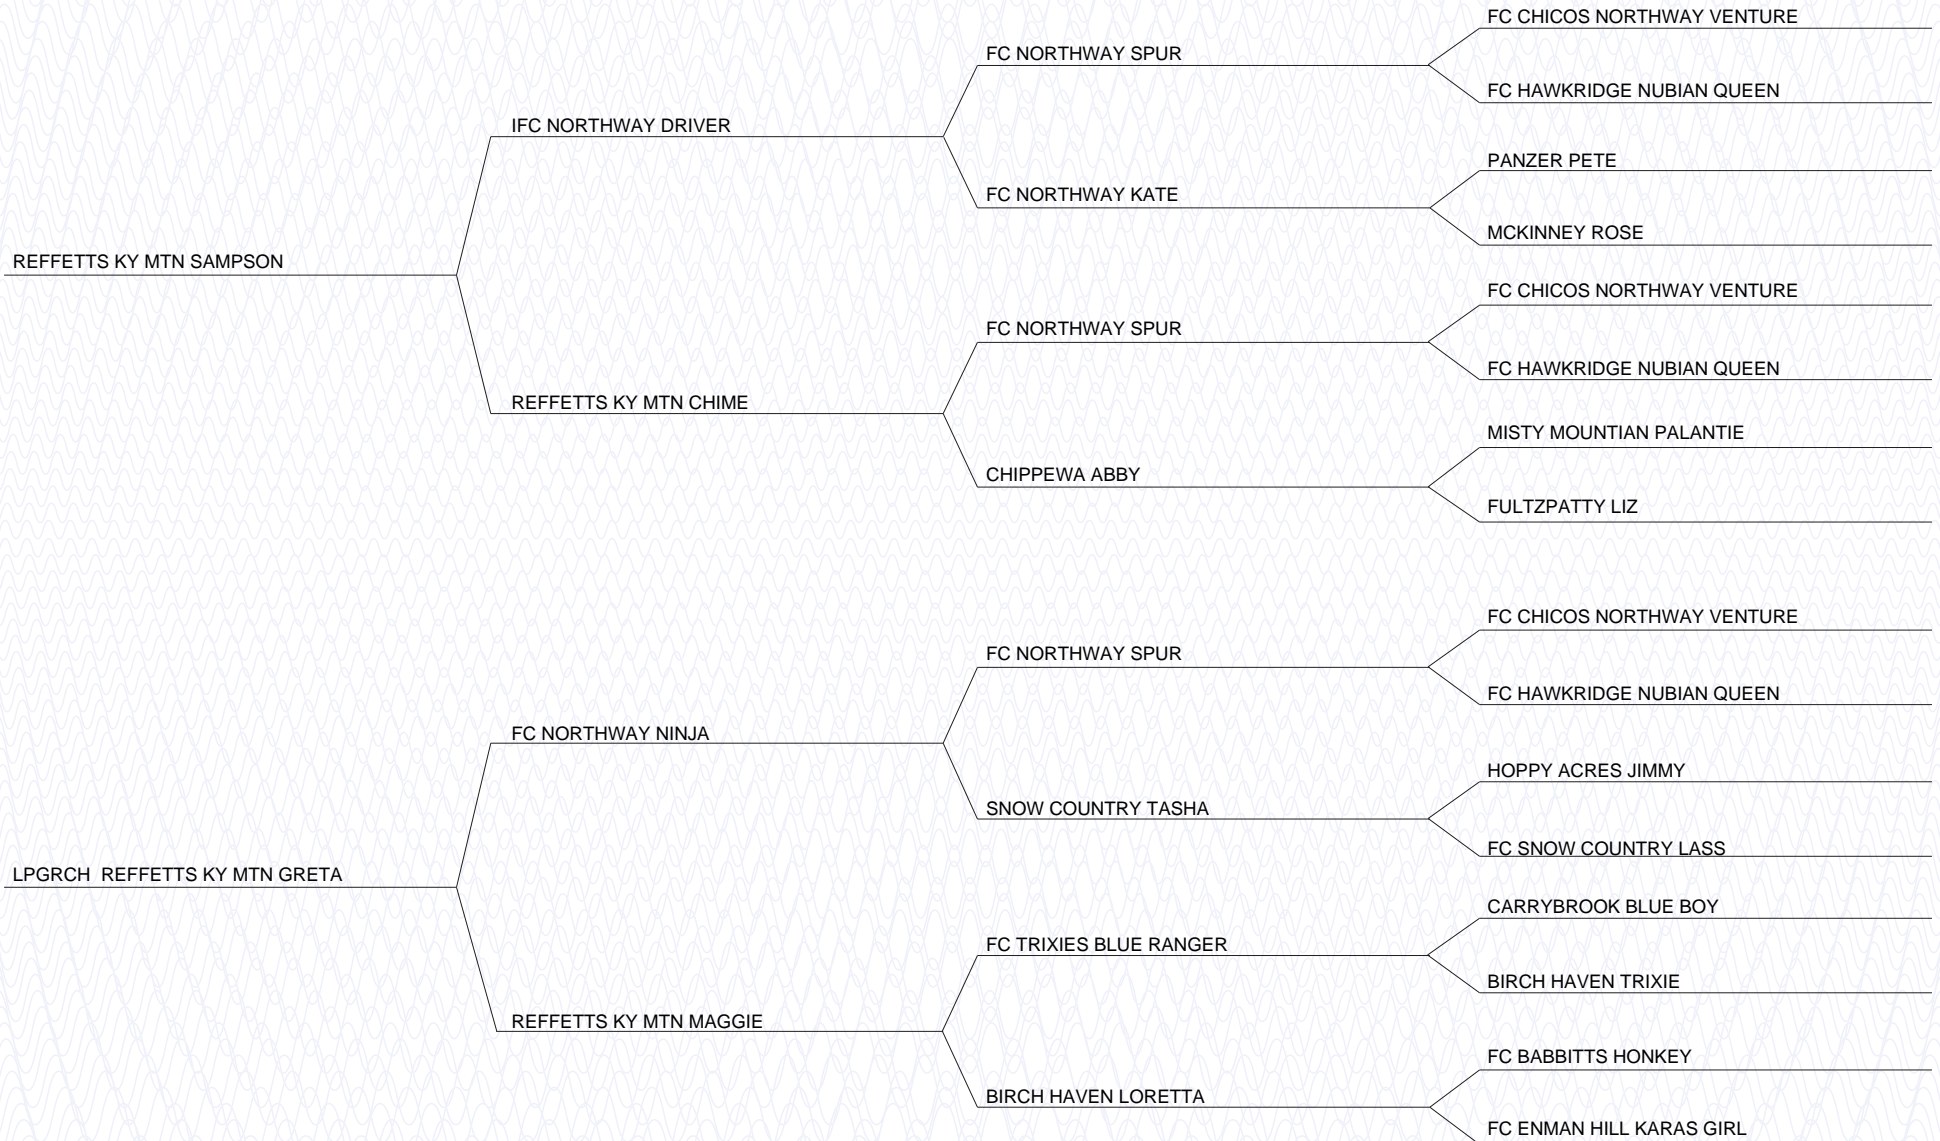 FC CHICOS NORTHWAY VENTURE
FC NORTHWAY SPUR
FC HAWKRIDGE NUBIAN QUEEN
IFC NORTHWAY DRIVER
PANZER PETE
FC NORTHWAY KATE
MCKINNEY ROSE
REFFETTS KY MTN SAMPSON
FC CHICOS NORTHWAY VENTURE
FC NORTHWAY SPUR
FC HAWKRIDGE NUBIAN QUEEN
REFFETTS KY MTN CHIME
MISTY MOUNTIAN PALANTIE
CHIPPEWA ABBY
FULTZPATTY LIZ
FC CHICOS NORTHWAY VENTURE
FC NORTHWAY SPUR
FC HAWKRIDGE NUBIAN QUEEN
FC NORTHWAY NINJA
HOPPY ACRES JIMMY
SNOW COUNTRY TASHA
FC SNOW COUNTRY LASS
LPGRCH  REFFETTS KY MTN GRETA
CARRYBROOK BLUE BOY
FC TRIXIES BLUE RANGER
BIRCH HAVEN TRIXIE
REFFETTS KY MTN MAGGIE
FC BABBITTS HONKEY
BIRCH HAVEN LORETTA
FC ENMAN HILL KARAS GIRL